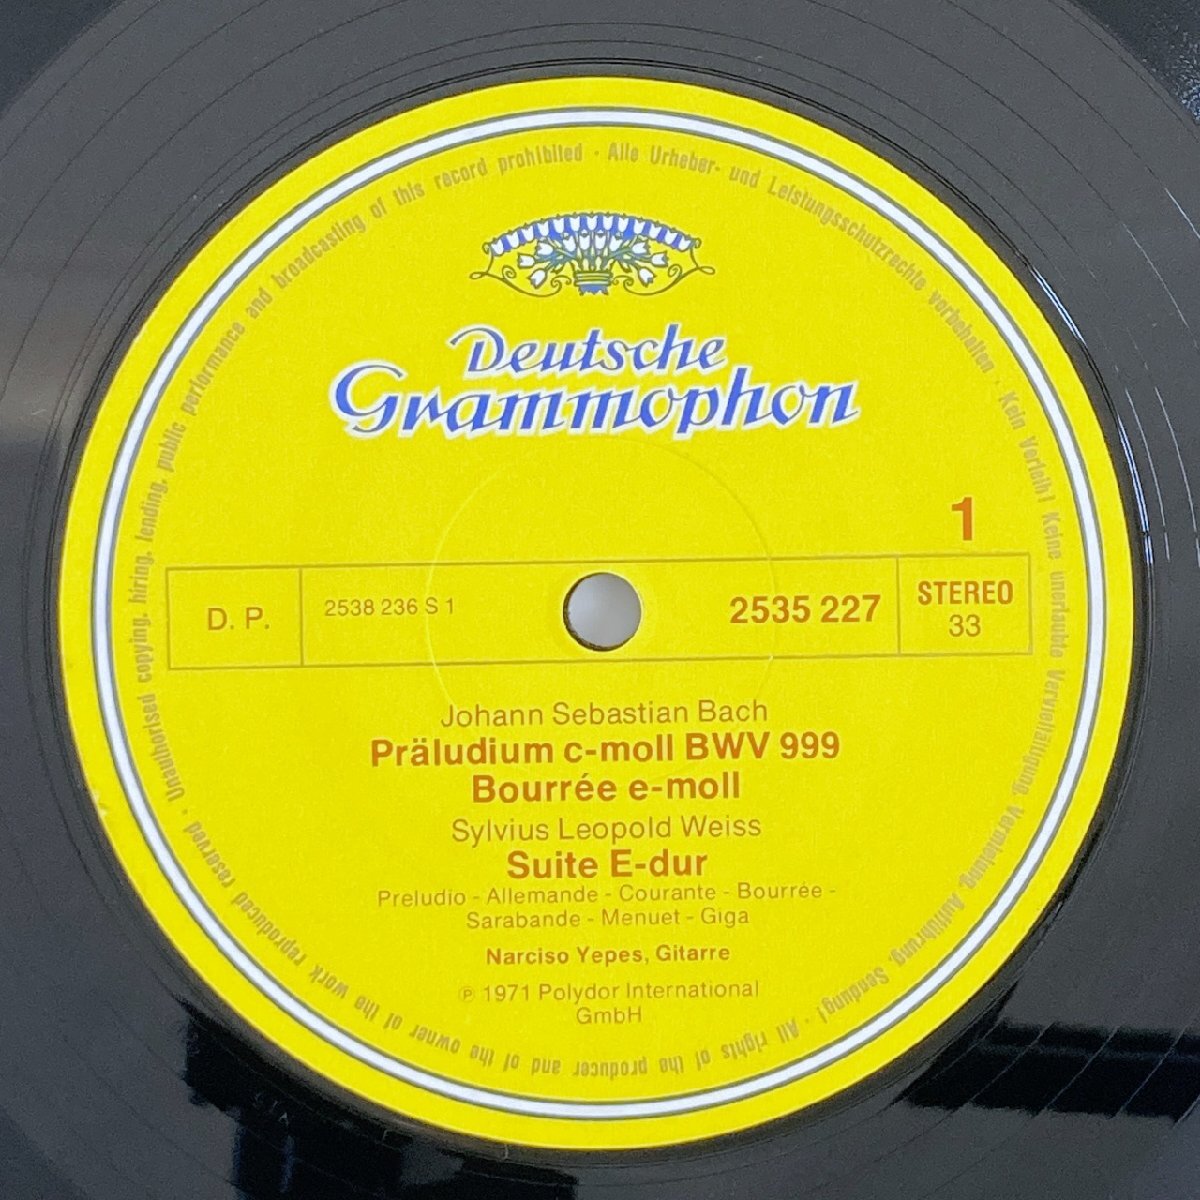 Unauthorised copying, hiring, lending, public performance and broadcasting of this record prohibited · Alle Urheber- und Leistungsschutzrechte vorbehalten · Kein Verleih! Keine unerlaubte Vervielfältigung, Vermietung, Aufführung, Sendung! · All rights of the producer and of the owner of the work reproduced reserved ·
Deutsche
Grammophon
1
D. P.
2538 236 S 1
2535 227
STEREO
33
Johann Sebastian Bach
Präludium c-moll BWV 999
Bourrée e-moll
Sylvius Leopold Weiss
Suite E-dur
Preludio - Allemande - Courante - Bourrée -
Sarabande - Menuet - Giga
Narciso Yepes, Gitarre
℗ 1971 Polydor International
GmbH